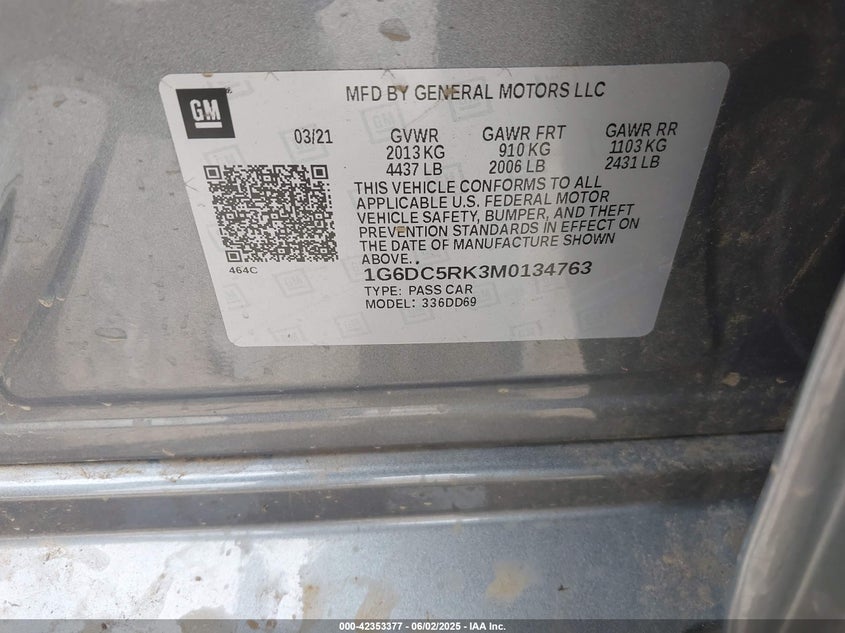 GM
MFD BY GENERAL MOTORS LLC
03/21 GVWR GAWR FRT GAWR RR
2013 KG 910 KG 1103 KG
4437 LB 2006 LB 2431 LB
THIS VEHICLE CONFORMS TO ALL
APPLICABLE U.S. FEDERAL MOTOR
VEHICLE SAFETY, BUMPER, AND THEFT
PREVENTION STANDARDS IN EFFECT ON
THE DATE OF MANUFACTURE SHOWN
ABOVE.
464C
1G6DC5RK3M0134763
TYPE: PASS CAR
MODEL: 336DD69
000-42353377 - 06/02/2025 - IAA Inc.